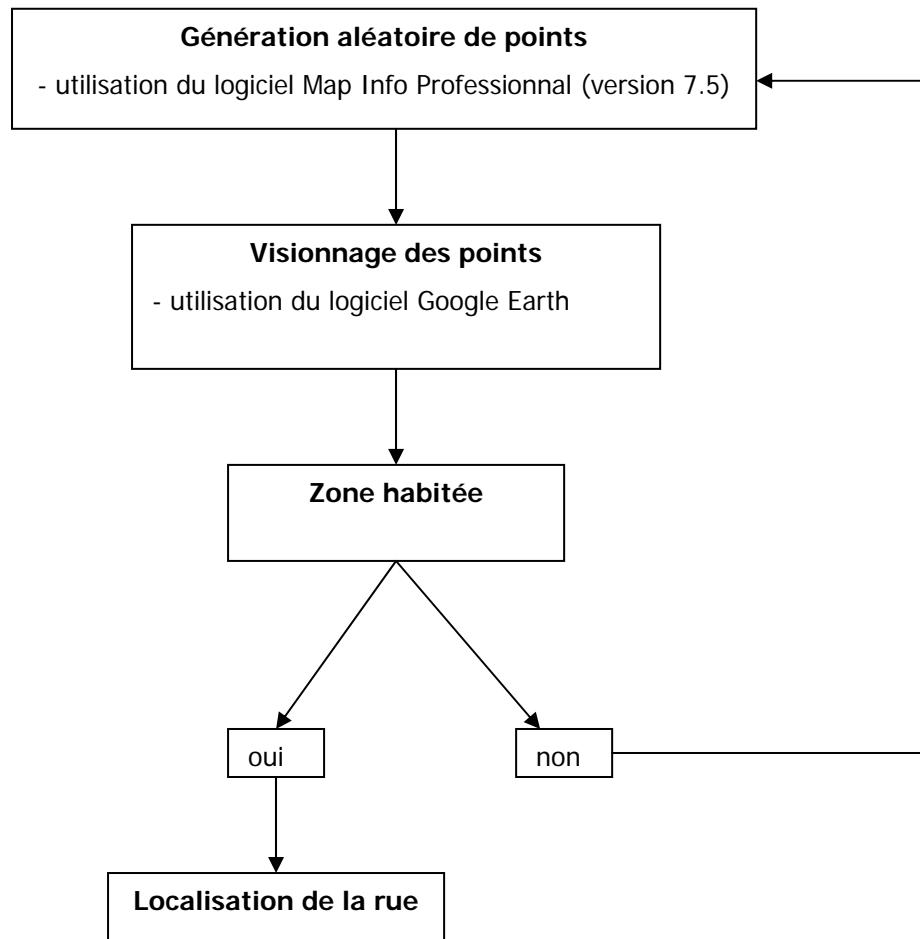 Génération aléatoire de points
- utilisation du logiciel Map Info Professionnal (version 7.5)
Visionnage des points
- utilisation du logiciel Google Earth
Zone habitée
oui
non
Localisation de la rue